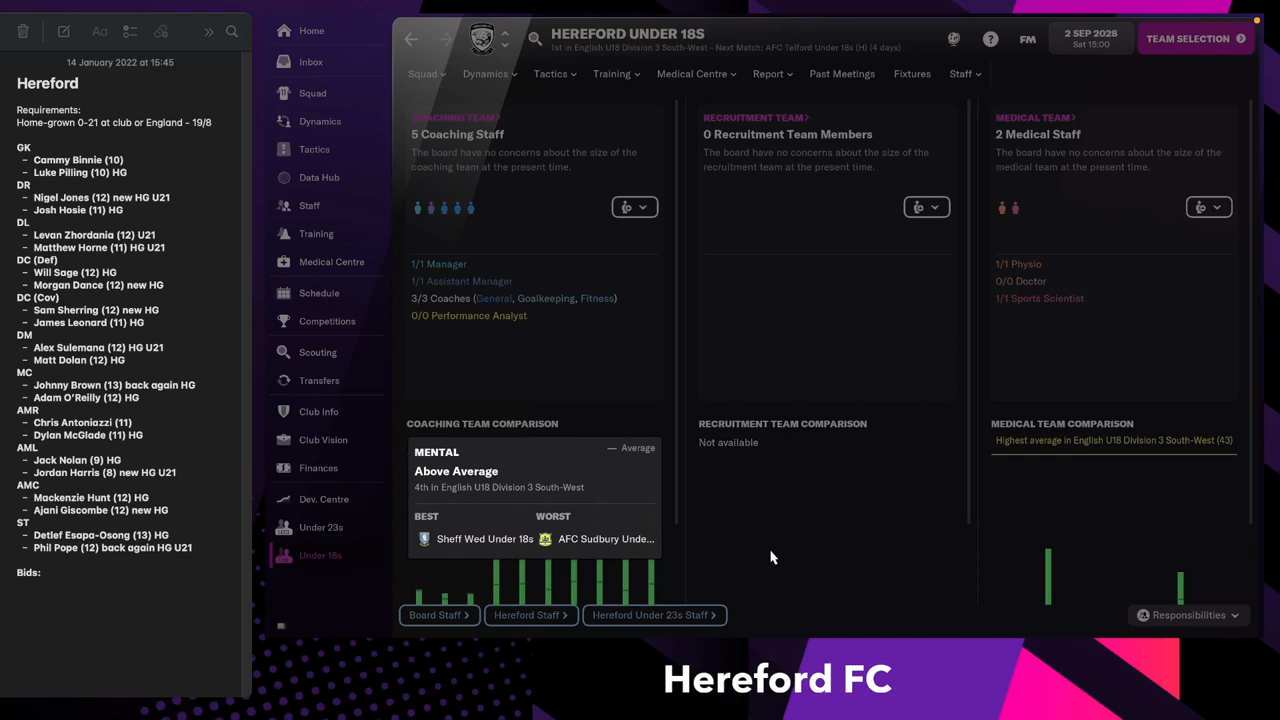 14 January 2022 at 15:45
Hereford
Requirements:
Home-grown 0-21 at club or England - 19/8
GK
– Cammy Binnie (10)
– Luke Pilling (10) HG
DR
– Nigel Jones (12) new HG U21
– Josh Hosie (11) HG
DL
– Levan Zhordania (12) U21
– Matthew Horne (11) HG U21
DC (Def)
– Will Sage (12) HG
– Morgan Dance (12) new HG
DC (Cov)
– Sam Sherring (12) new HG
– James Leonard (11) HG
DM
– Alex Sulemana (12) HG U21
– Matt Dolan (12) HG
MC
– Johnny Brown (13) back again HG
– Adam O'Reilly (12) HG
AMR
– Chris Antoniazzi (11)
– Dylan McGlade (11) HG
AML
– Jack Nolan (9) HG
– Jordan Harris (8) new HG U21
AMC
– Mackenzie Hunt (12) HG
– Ajani Giscombe (12) new HG
ST
– Detlef Esapa-Osong (13) HG
– Phil Pope (12) back again HG U21
Bids:
Home
Inbox
Squad
Dynamics
Tactics
Data Hub
Staff
Training
Medical Centre
Schedule
Competitions
Scouting
Transfers
Club Info
Club Vision
Finances
Dev. Centre
Under 23s
Under 18s
HEREFORD UNDER 18S
1st in English U18 Division 3 South-West - Next Match: AFC Telford Under 18s (H) (4 days)
FM
2 SEP 2028
Sat 15:00
TEAM SELECTION
Squad Dynamics Tactics Training Medical Centre Report Past Meetings Fixtures Staff
COACHING TEAM>
5 Coaching Staff
The board have no concerns about the size of the
coaching team at the present time.
1/1 Manager
1/1 Assistant Manager
3/3 Coaches (General, Goalkeeping, Fitness)
0/0 Performance Analyst
RECRUITMENT TEAM>
0 Recruitment Team Members
The board have no concerns about the size of the
recruitment team at the present time.
MEDICAL TEAM>
2 Medical Staff
The board have no concerns about the size of the
medical team at the present time.
1/1 Physio
0/0 Doctor
1/1 Sports Scientist
COACHING TEAM COMPARISON
MENTAL
— Average
Above Average
4th in English U18 Division 3 South-West
BEST WORST
Sheff Wed Under 18s AFC Sudbury Unde...
RECRUITMENT TEAM COMPARISON
Not available
MEDICAL TEAM COMPARISON
Highest average in English U18 Division 3 South-West (43)
Board Staff > Hereford Staff > Hereford Under 23s Staff >
Responsibilities
Hereford FC